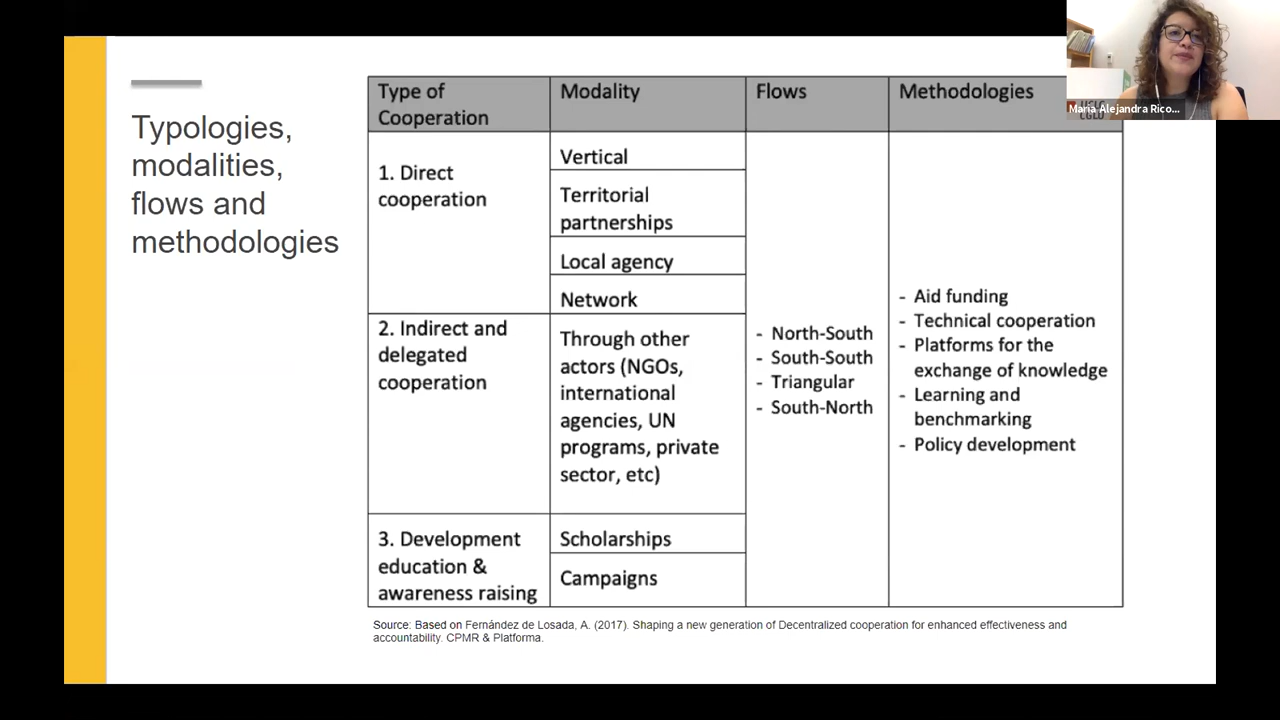 Typologies,
modalities,
flows and
methodologies
Type of
Cooperation
Modality
Flows
Methodologies
1. Direct
cooperation
Vertical
Territorial
partnerships
Local agency
Network
2. Indirect and
delegated
cooperation
Through other
actors (NGOs,
international
agencies, UN
programs, private
sector, etc)
3. Development
education &
awareness raising
Scholarships
Campaigns
- North-South
- South-South
- Triangular
- South-North
- Aid funding
- Technical cooperation
- Platforms for the
exchange of knowledge
- Learning and
benchmarking
- Policy development
Source: Based on Fernández de Losada, A. (2017). Shaping a new generation of Decentralized cooperation for enhanced effectiveness and
accountability. CPMR & Platforma.
María Alejandra Rico...